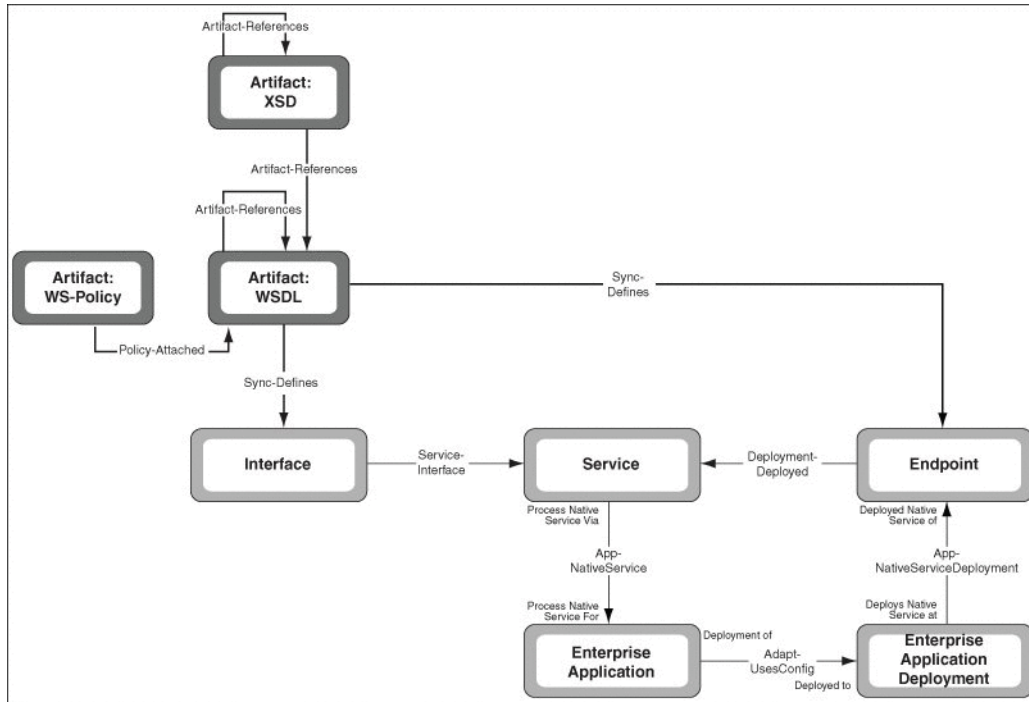 Artifact-References
Artifact:
XSD
Artifact-References
Artifact-References
Artifact:
WS-Policy
Artifact:
WSDL
Sync-
Defines
Policy-Attached
Sync-Defines
Interface
Service-
Interface
Service
Deployment-
Deployed
Endpoint
Process Native
Service Via
Deployed Native
Service of
App-
NativeService
App-
NativeServiceDeployment
Process Native
Service For
Deploys Native
Service at
Enterprise
Application
Deployment of
Adapt-
UsesConfig
Deployed to
Enterprise
Application
Deployment